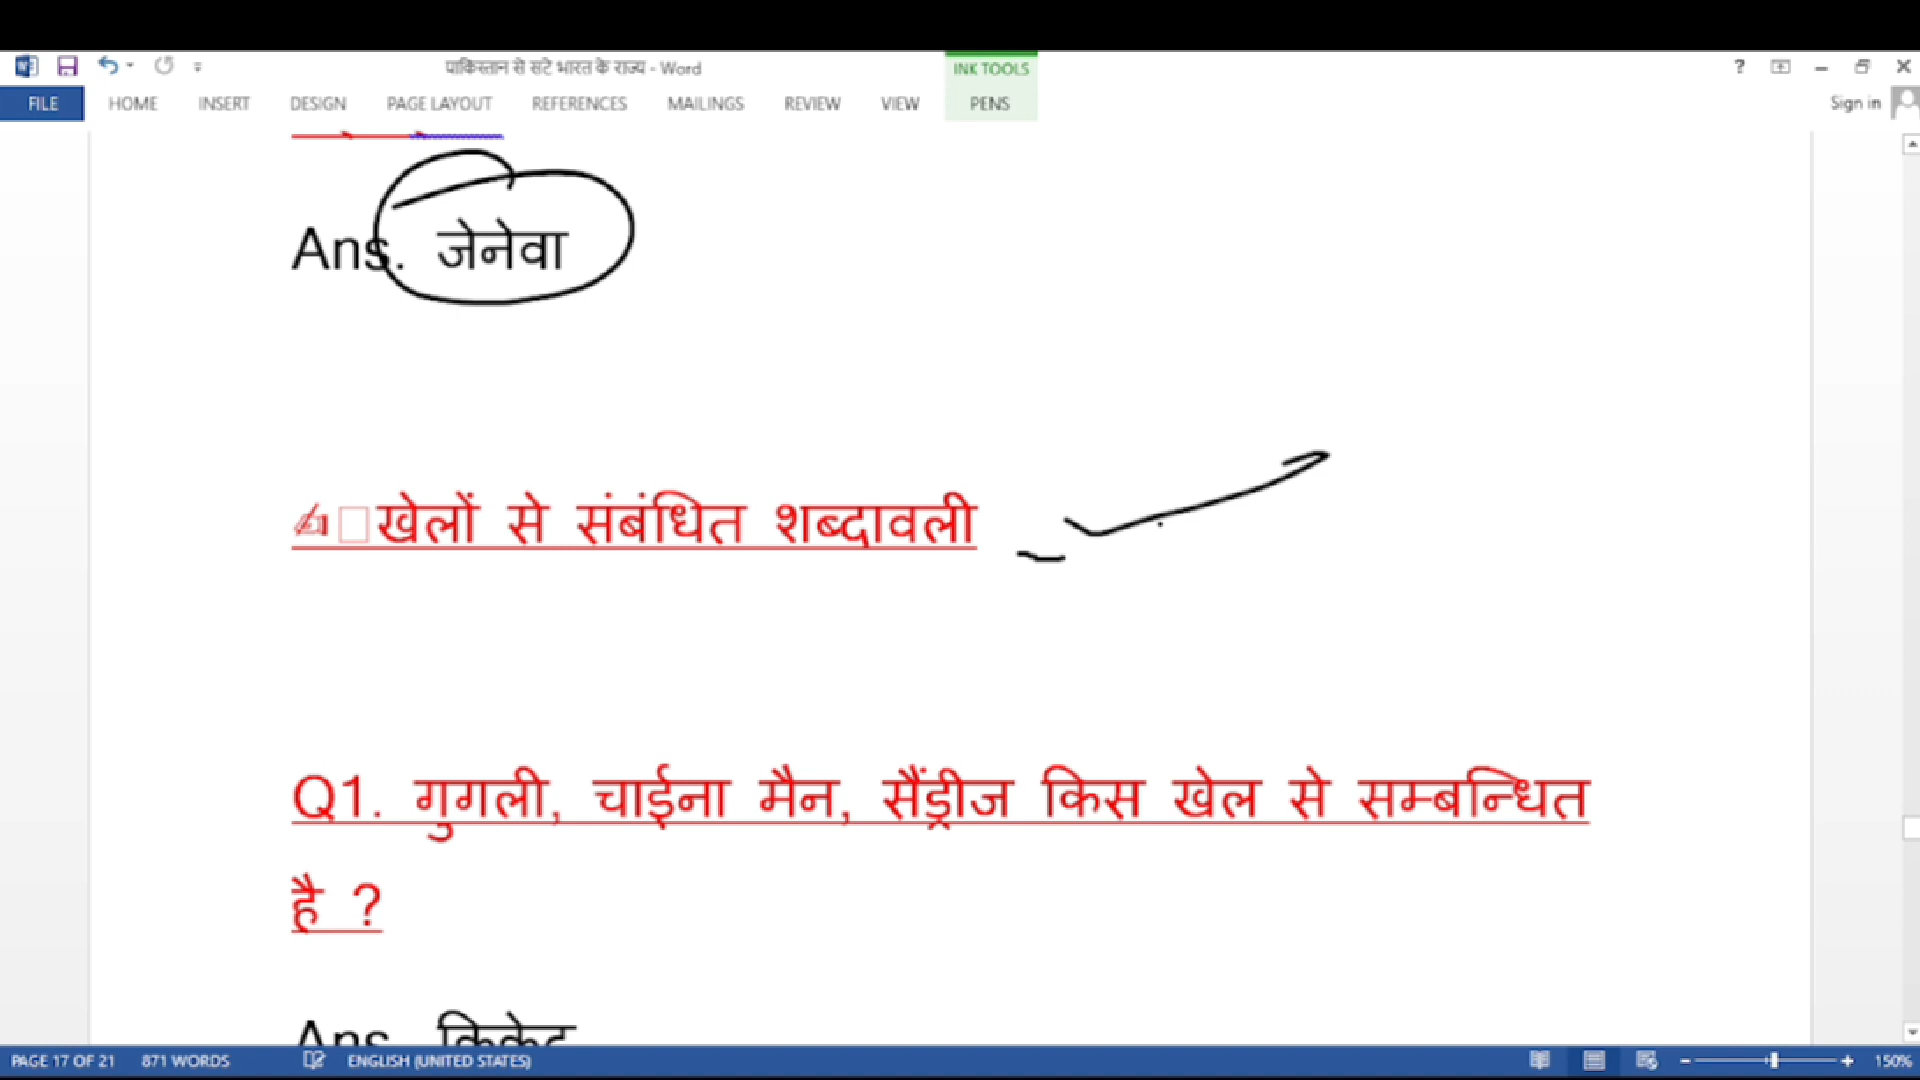 पाकिस्तान से सटे भारत के राज्य - Word
INK TOOLS
FILE HOME INSERT DESIGN PAGE LAYOUT REFERENCES MAILINGS REVIEW VIEW PENS
Sign in
Ans. जेनेवा
✍□खेलों से संबंधित शब्दावली
Q1. गुगली, चाईना मैन, सैंड्रीज किस खेल से सम्बन्धित
है ?
Ans. क्रिकेट
PAGE 17 OF 21 871 WORDS ENGLISH (UNITED STATES) 150%